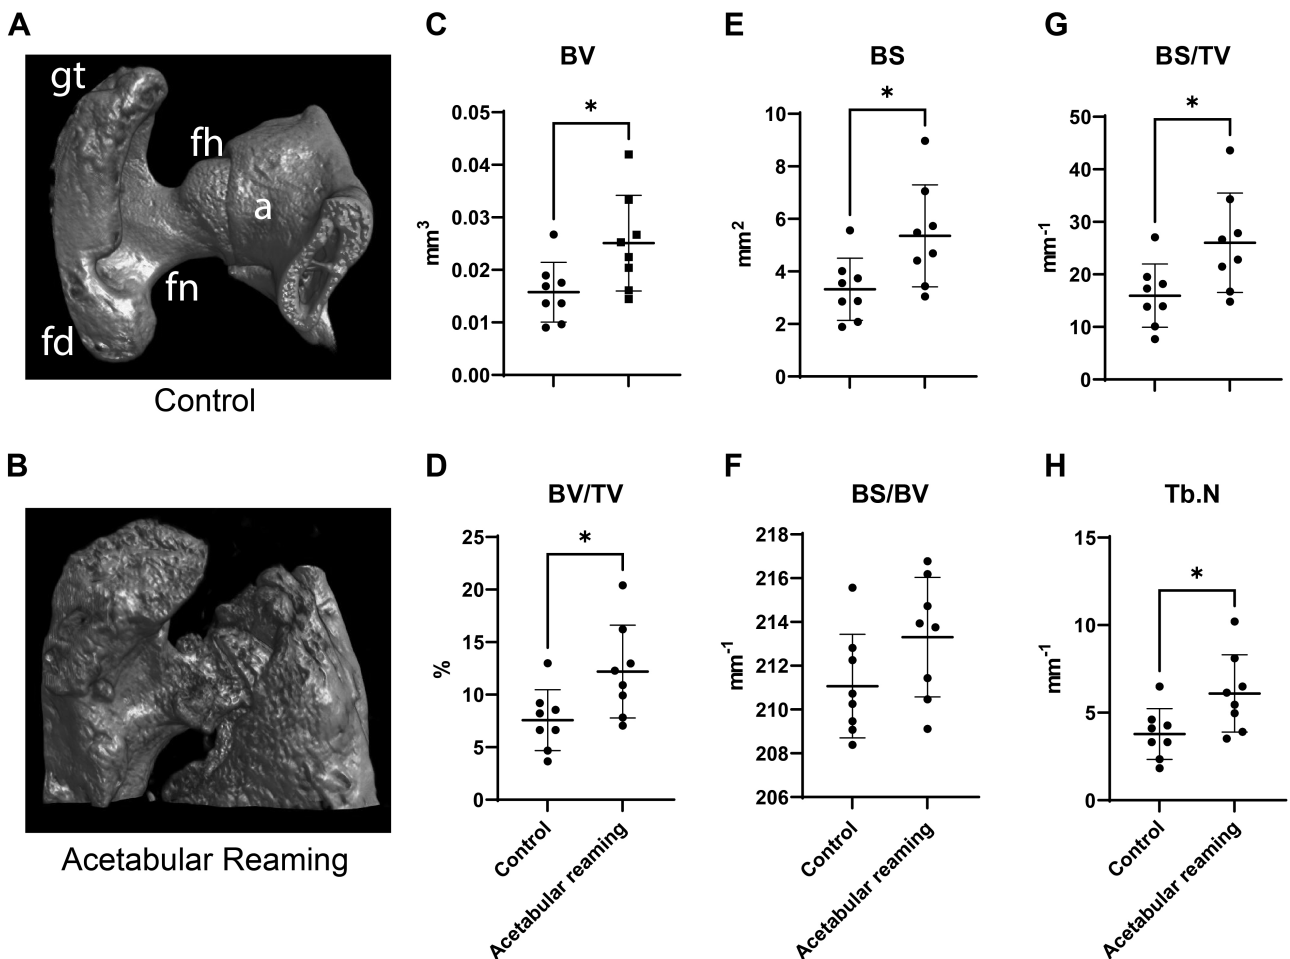 A
gt
fh
a
fn
fd
Control
B
Acetabular Reaming
C
BV
*
0.05
0.04
0.03
0.02
0.01
0.00
mm3
D
BV/TV
*
25
20
15
10
5
0
%
Control
Acetabular reaming
E
BS
*
10
8
6
4
2
0
mm2
F
BS/BV
218
216
214
212
210
208
206
mm-1
Control
Acetabular reaming
G
BS/TV
*
50
40
30
20
10
0
mm-1
H
Tb.N
*
15
10
5
0
mm-1
Control
Acetabular reaming